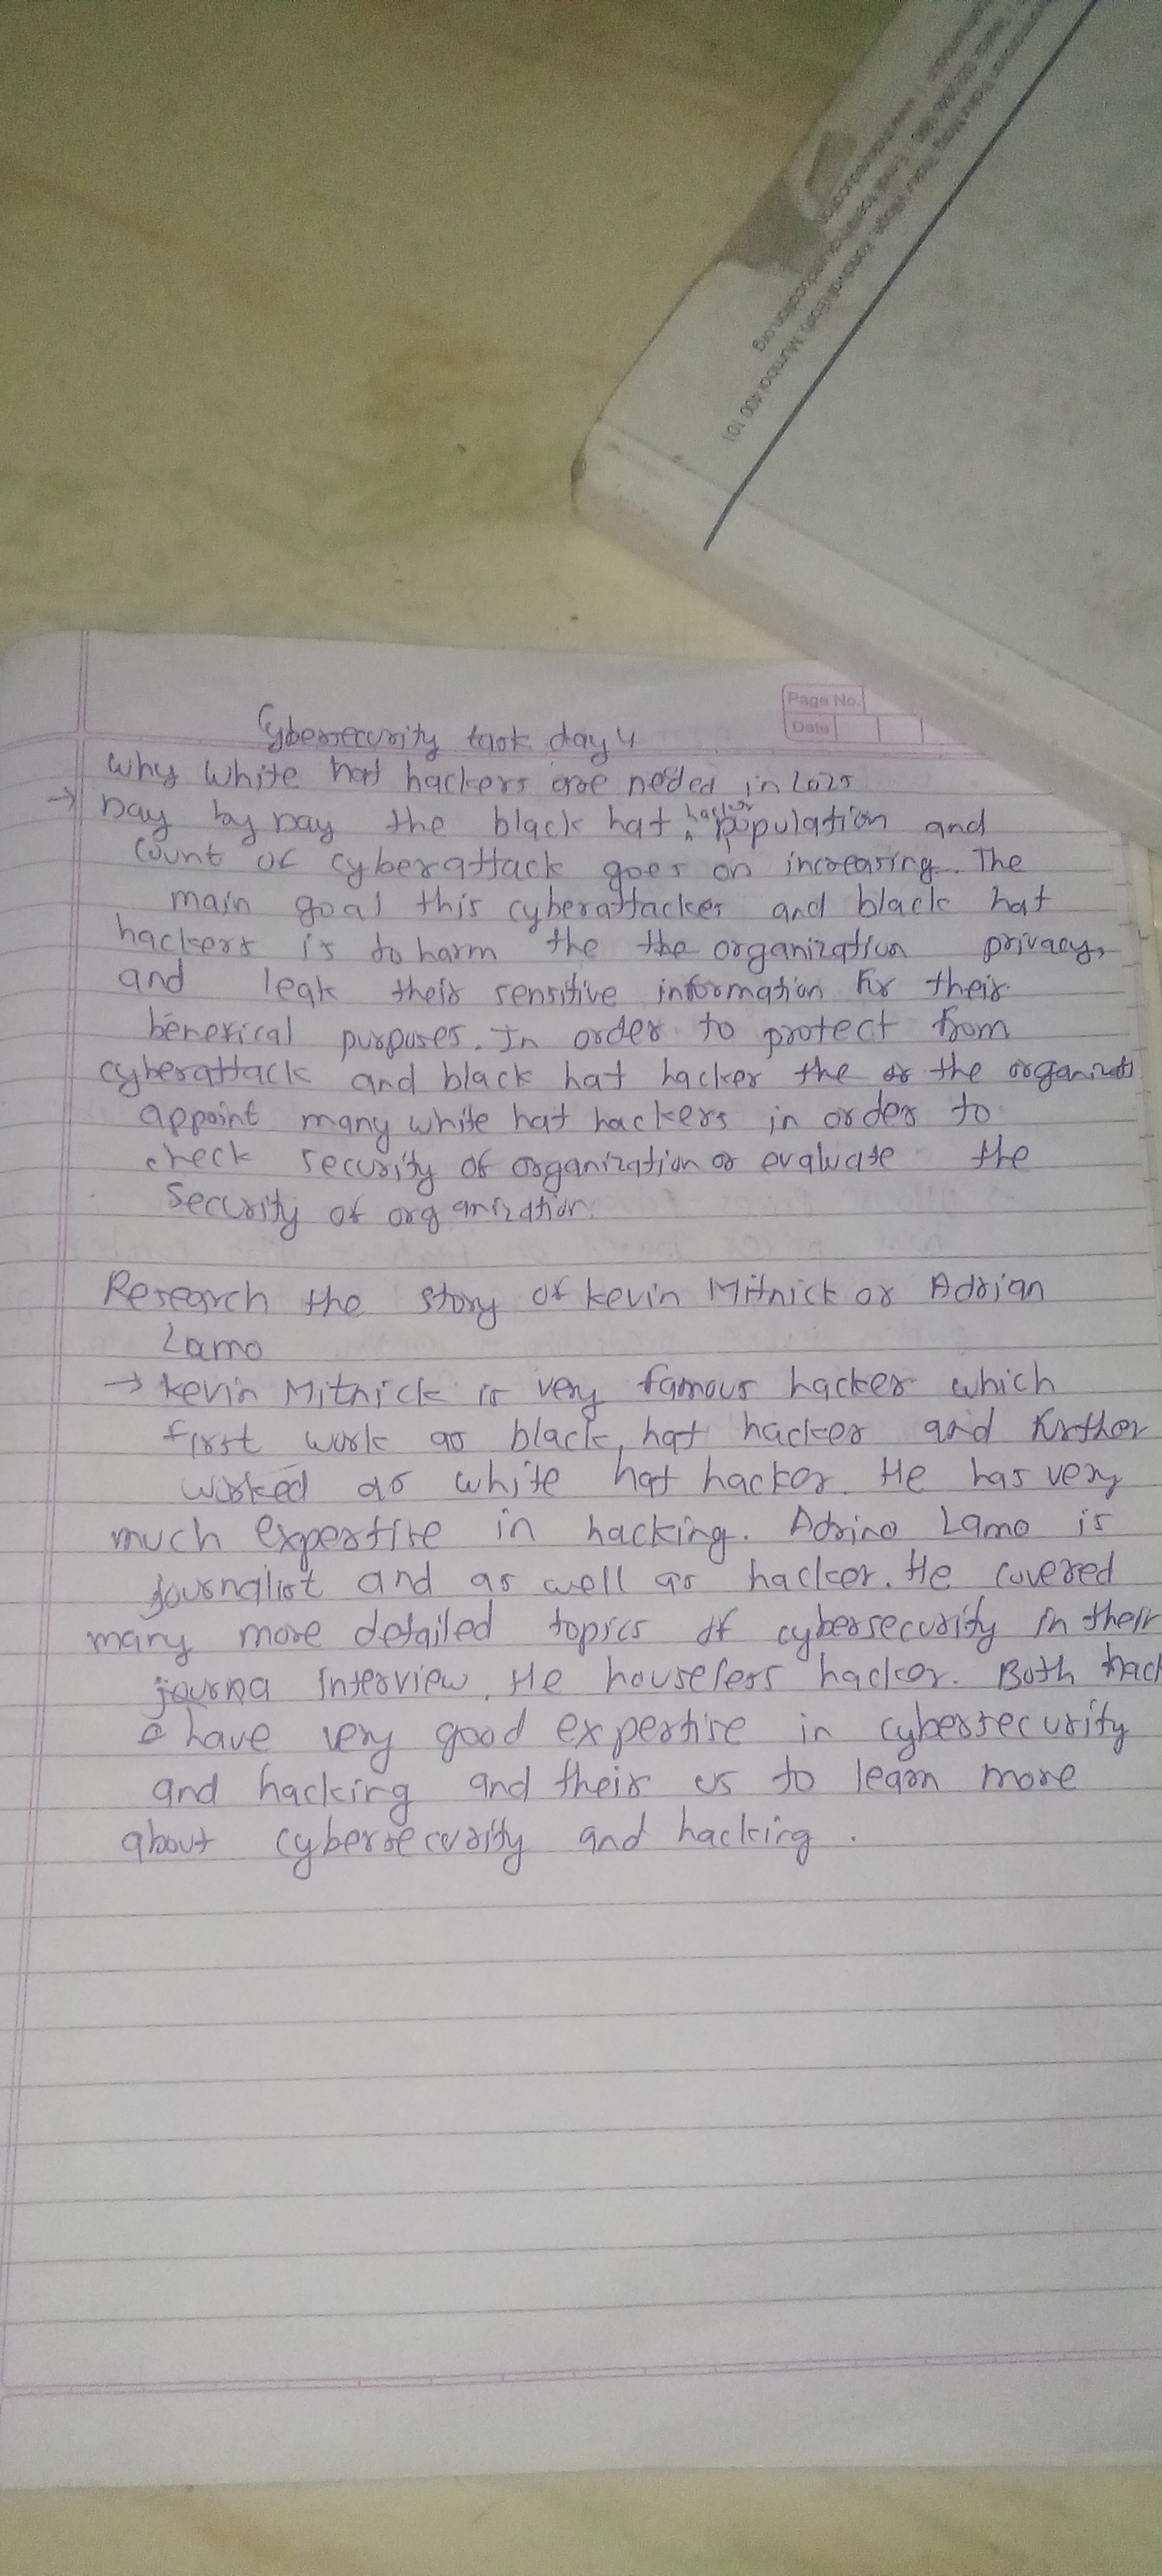 Mumbai 400 101
Page No.
Date
Cybersecurity task day 4
Why White hat hackers are neded in 2025
→ Day by Day the black hat hacker population and
count of cyberattack goes on increasing. The
main goal this cyberattacker and black hat
hackers is to harm the the organization privacy,
and leak their sensitive information for their
benefical purposes. In order to protect from
cyberattack and black hat hacker the or the organizati
appoint many white hat hackers in order to
check security of organization or evaluate the
security of organization.
Research the story of Kevin Mitnick or Adrian
Lamo
→ Kevin Mitnick is very famous hacker which
first work as black hat hacker and further
worked as white hat hacker. He has very
much expertise in hacking. Adrino Lamo is
journalist and as well as hacker. He covered
many more detailed topics of cybersecurity in their
journa interview. He houseless hacker. Both hack
have very good expertise in cybersecurity
and hacking and their us to learn more
about cybersecurity and hacking.